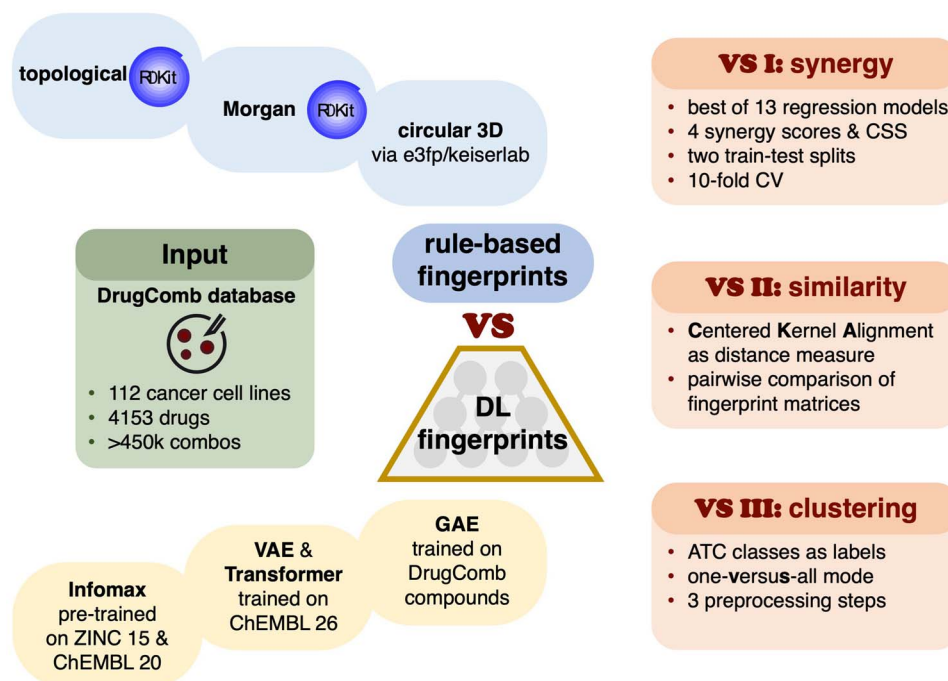 topological
RDKit
Morgan
RDKit
circular 3D
via e3fp/keiserlab
Input
DrugComb database
• 112 cancer cell lines
• 4153 drugs
• >450k combos
rule-based
fingerprints
VS
DL
fingerprints
Infomax
pre-trained
on ZINC 15 &
ChEMBL 20
VAE &
Transformer
trained on
ChEMBL 26
GAE
trained on
DrugComb
compounds
VS I: synergy
• best of 13 regression models
• 4 synergy scores & CSS
• two train-test splits
• 10-fold CV
VS II: similarity
• Centered Kernel Alignment
as distance measure
• pairwise comparison of
fingerprint matrices
VS III: clustering
• ATC classes as labels
• one-versus-all mode
• 3 preprocessing steps